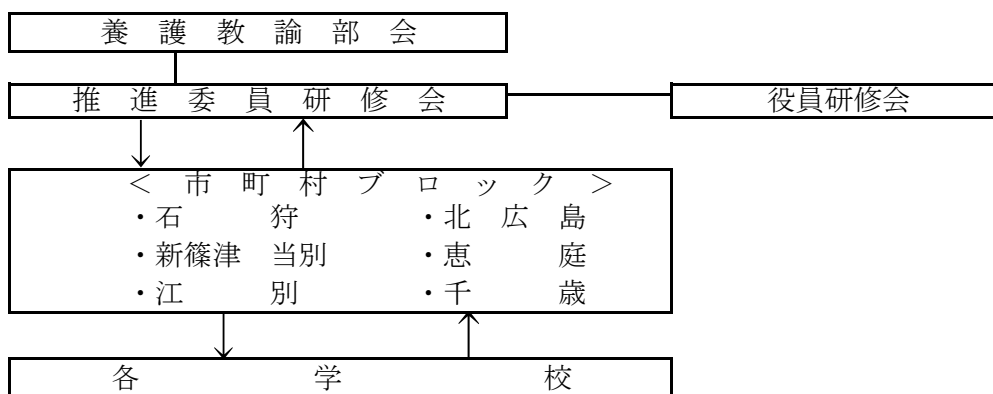 養護教諭部会
推進委員研修会 役員研修会
＜市町村ブロック＞
・石狩 ・北広島
・新篠津 当別 ・恵庭
・江別 ・千歳
各学校